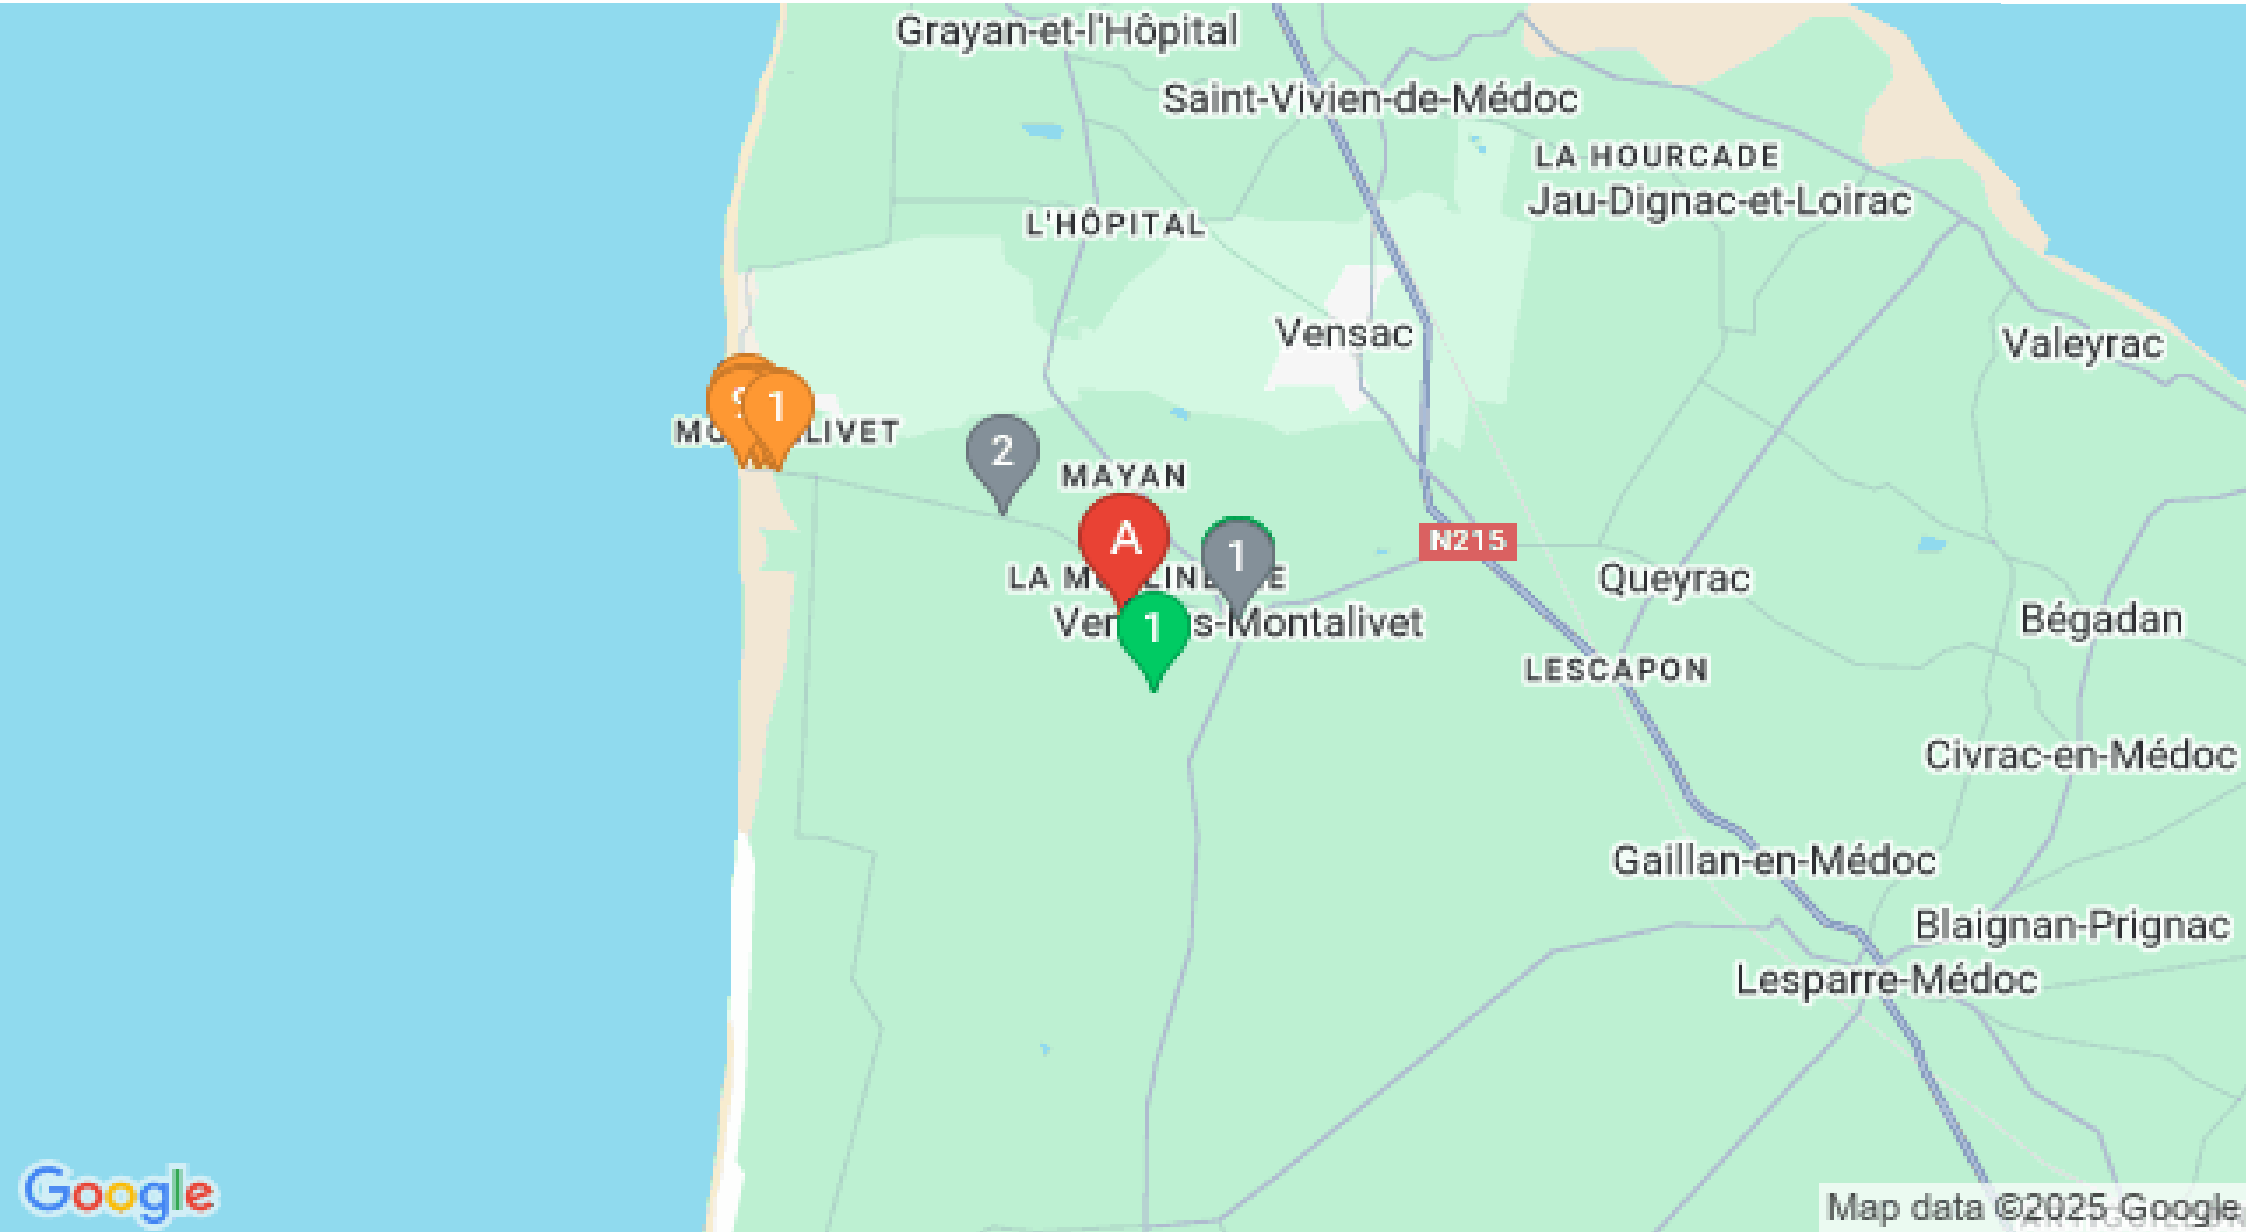 Grayan-et-l'Hôpital
Saint-Vivien-de-Médoc
LA HOURCADE
Jau-Dignac-et-Loirac
L'HÔPITAL
Vensac
Valeyrac
1
2
MAYAN
A
N215
1
Queyrac
1
s-Montalivet
Bégadan
LESCAPON
Civrac-en-Médoc
Gaillan-en-Médoc
Blaignan-Prignac
Lesparre-Médoc
Google
Map data ©2025 Google